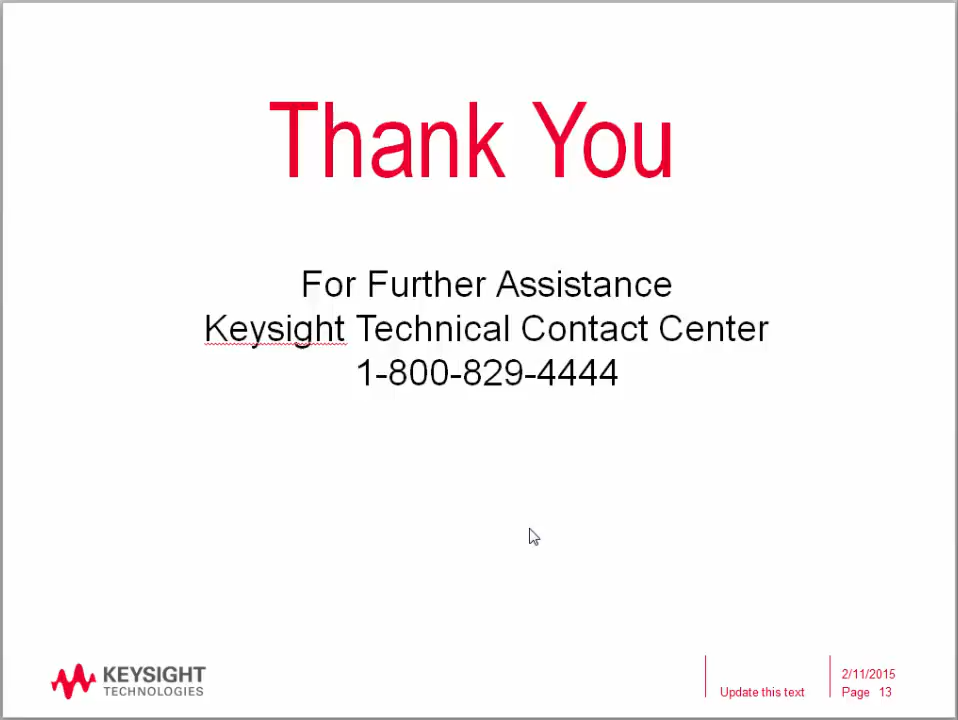 Thank You
For Further Assistance
Keysight Technical Contact Center
1-800-829-4444
KEYSIGHT
TECHNOLOGIES
Update this text
2/11/2015
Page 13